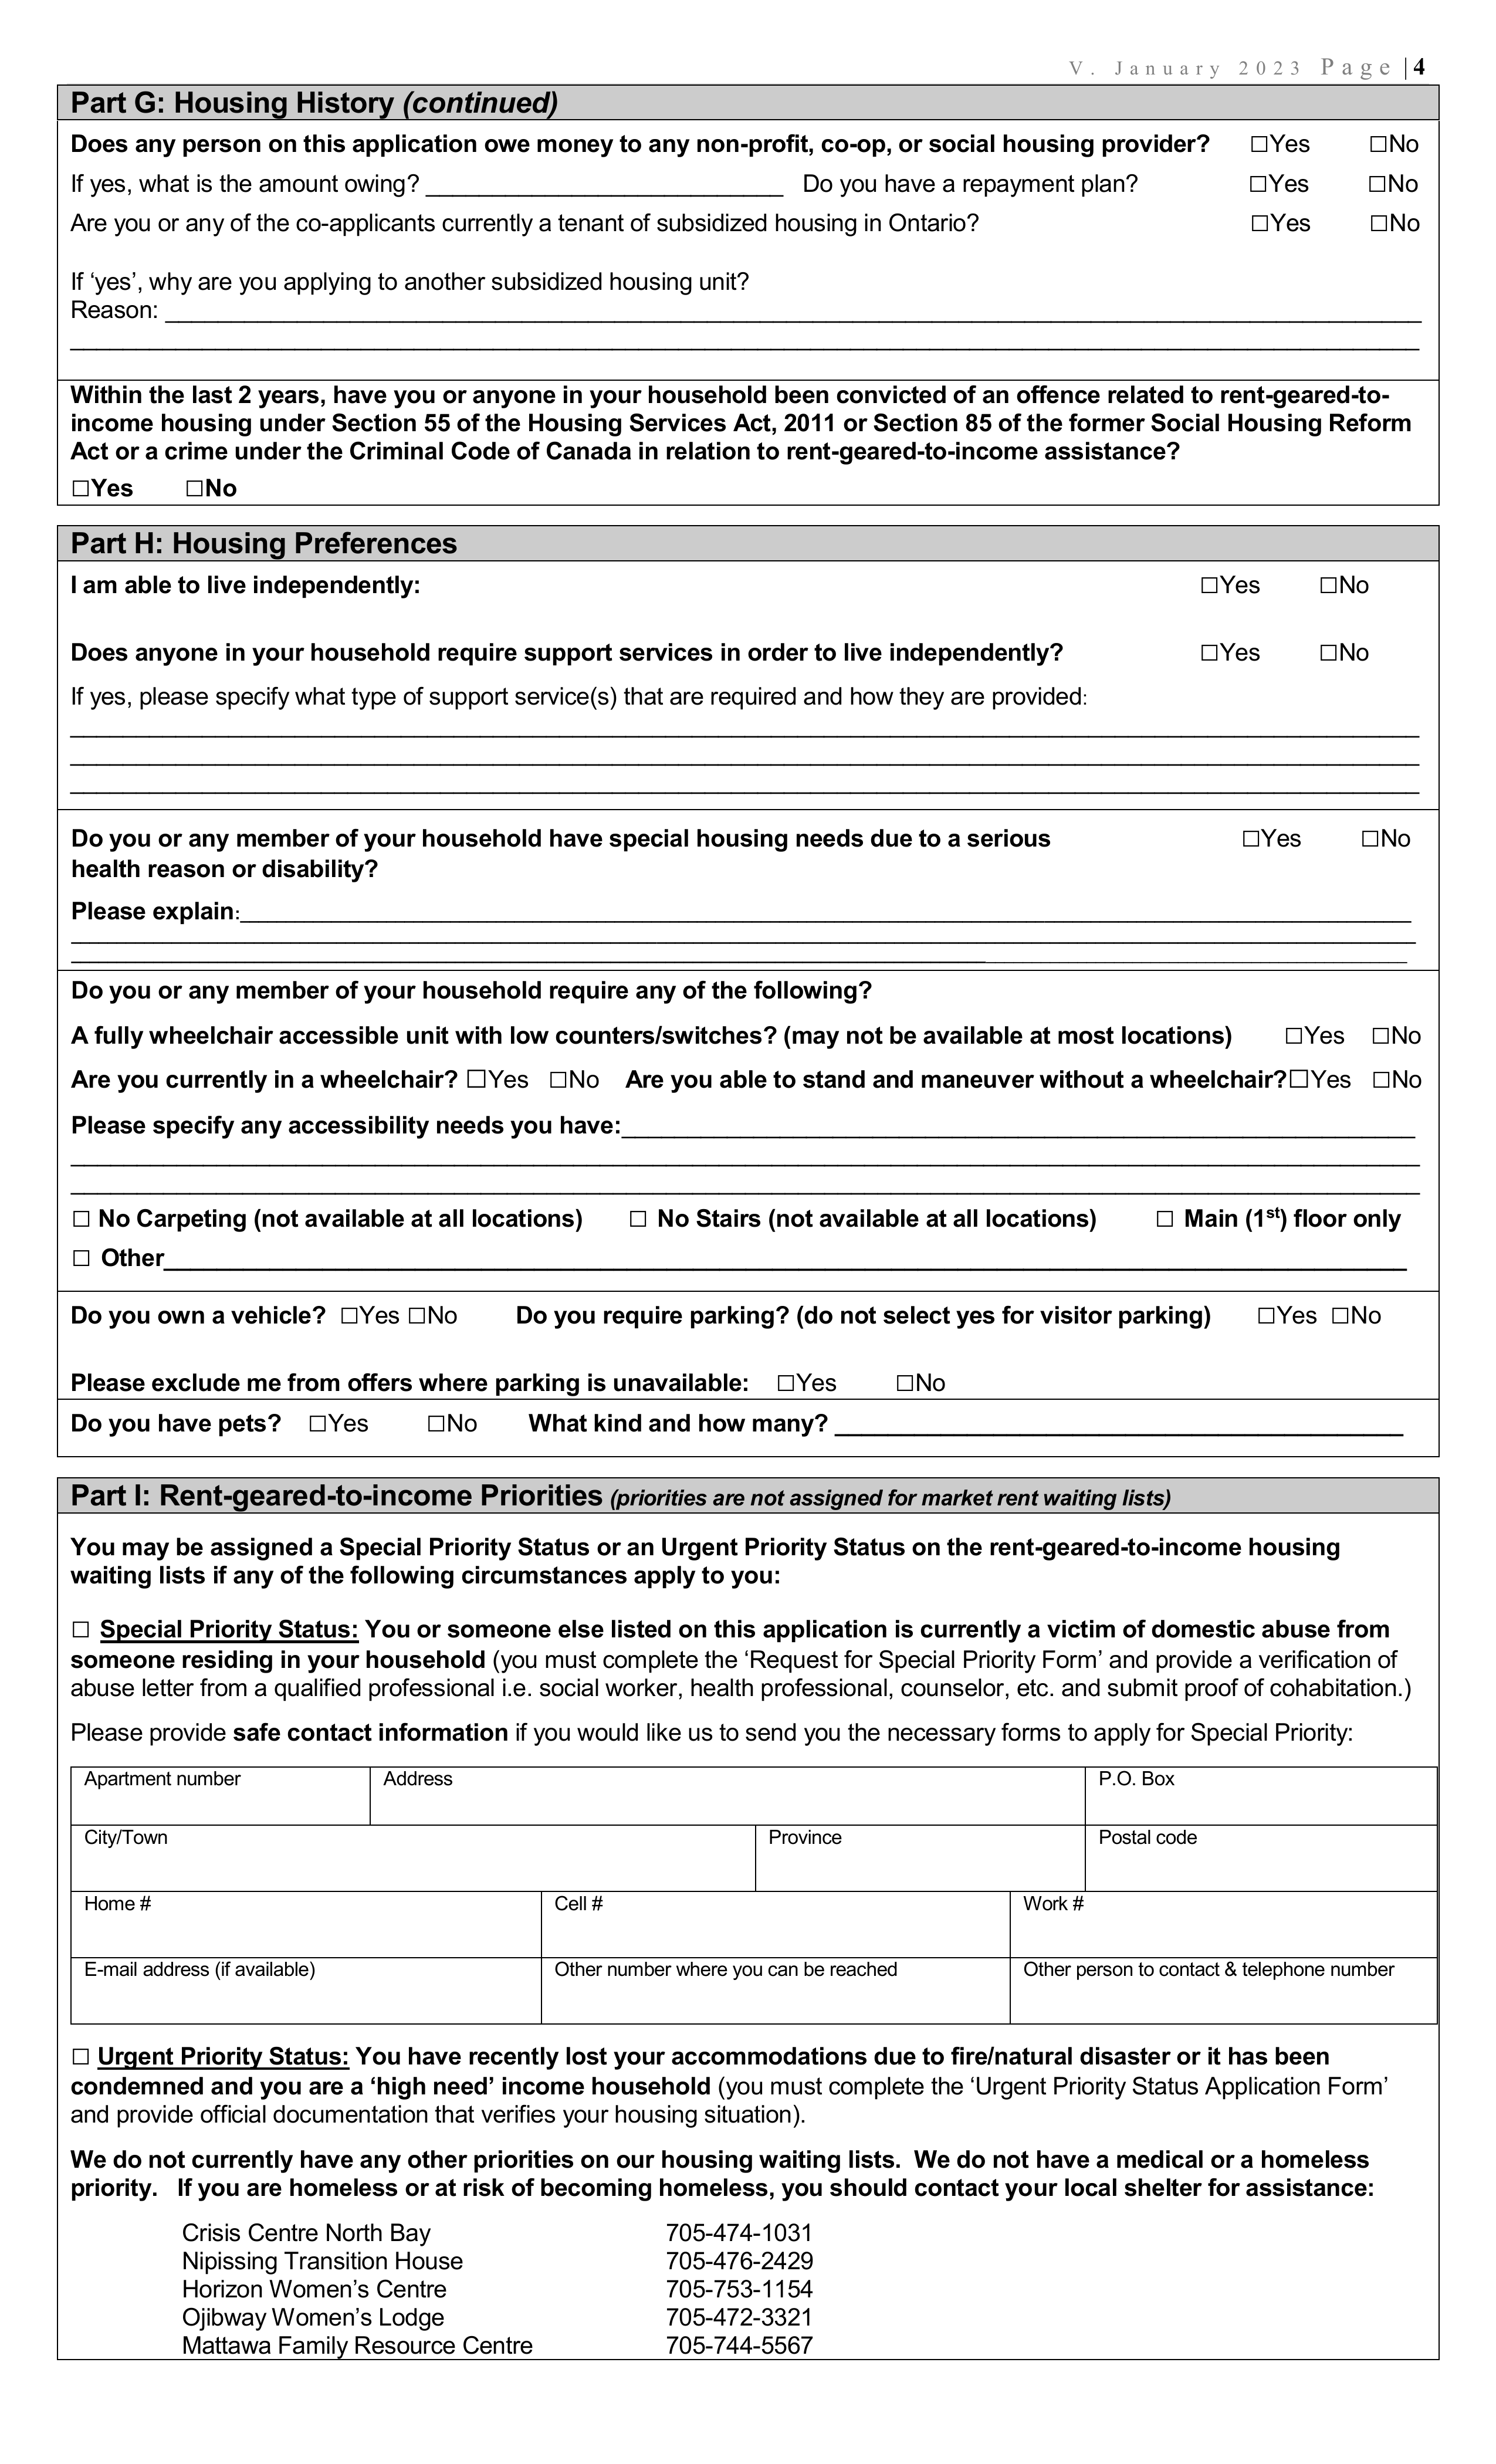 V. January 2023 Page |4
Part G: Housing History (continued)
Does any person on this application owe money to any non-profit, co-op, or social housing provider? ☐Yes ☐No
If yes, what is the amount owing? ___________________________ Do you have a repayment plan? ☐Yes ☐No
Are you or any of the co-applicants currently a tenant of subsidized housing in Ontario? ☐Yes ☐No
If ‘yes’, why are you applying to another subsidized housing unit?
Reason: ___________________________
Within the last 2 years, have you or anyone in your household been convicted of an offence related to rent-geared-to-
income housing under Section 55 of the Housing Services Act, 2011 or Section 85 of the former Social Housing Reform
Act or a crime under the Criminal Code of Canada in relation to rent-geared-to-income assistance?
☐Yes ☐No
Part H: Housing Preferences
I am able to live independently: ☐Yes ☐No
Does anyone in your household require support services in order to live independently? ☐Yes ☐No
If yes, please specify what type of support service(s) that are required and how they are provided:
Do you or any member of your household have special housing needs due to a serious ☐Yes ☐No
health reason or disability?
Please explain:___________________________
Do you or any member of your household require any of the following?
A fully wheelchair accessible unit with low counters/switches? (may not be available at most locations) ☐Yes ☐No
Are you currently in a wheelchair? ☐Yes ☐No Are you able to stand and maneuver without a wheelchair?☐Yes ☐No
Please specify any accessibility needs you have:___________________________
☐ No Carpeting (not available at all locations) ☐ No Stairs (not available at all locations) ☐ Main (1st) floor only
☐ Other___________________________
Do you own a vehicle? ☐Yes ☐No Do you require parking? (do not select yes for visitor parking) ☐Yes ☐No
Please exclude me from offers where parking is unavailable: ☐Yes ☐No
Do you have pets? ☐Yes ☐No What kind and how many? ___________________________
Part I: Rent-geared-to-income Priorities (priorities are not assigned for market rent waiting lists)
You may be assigned a Special Priority Status or an Urgent Priority Status on the rent-geared-to-income housing
waiting lists if any of the following circumstances apply to you:
☐ Special Priority Status: You or someone else listed on this application is currently a victim of domestic abuse from
someone residing in your household (you must complete the ‘Request for Special Priority Form’ and provide a verification of
abuse letter from a qualified professional i.e. social worker, health professional, counselor, etc. and submit proof of cohabitation.)
Please provide safe contact information if you would like us to send you the necessary forms to apply for Special Priority:
Apartment number Address P.O. Box
City/Town Province Postal code
Home # Cell # Work #
E-mail address (if available) Other number where you can be reached Other person to contact & telephone number
☐ Urgent Priority Status: You have recently lost your accommodations due to fire/natural disaster or it has been
condemned and you are a ‘high need’ income household (you must complete the ‘Urgent Priority Status Application Form’
and provide official documentation that verifies your housing situation).
We do not currently have any other priorities on our housing waiting lists. We do not have a medical or a homeless
priority. If you are homeless or at risk of becoming homeless, you should contact your local shelter for assistance:
Crisis Centre North Bay 705-474-1031
Nipissing Transition House 705-476-2429
Horizon Women’s Centre 705-753-1154
Ojibway Women’s Lodge 705-472-3321
Mattawa Family Resource Centre 705-744-5567